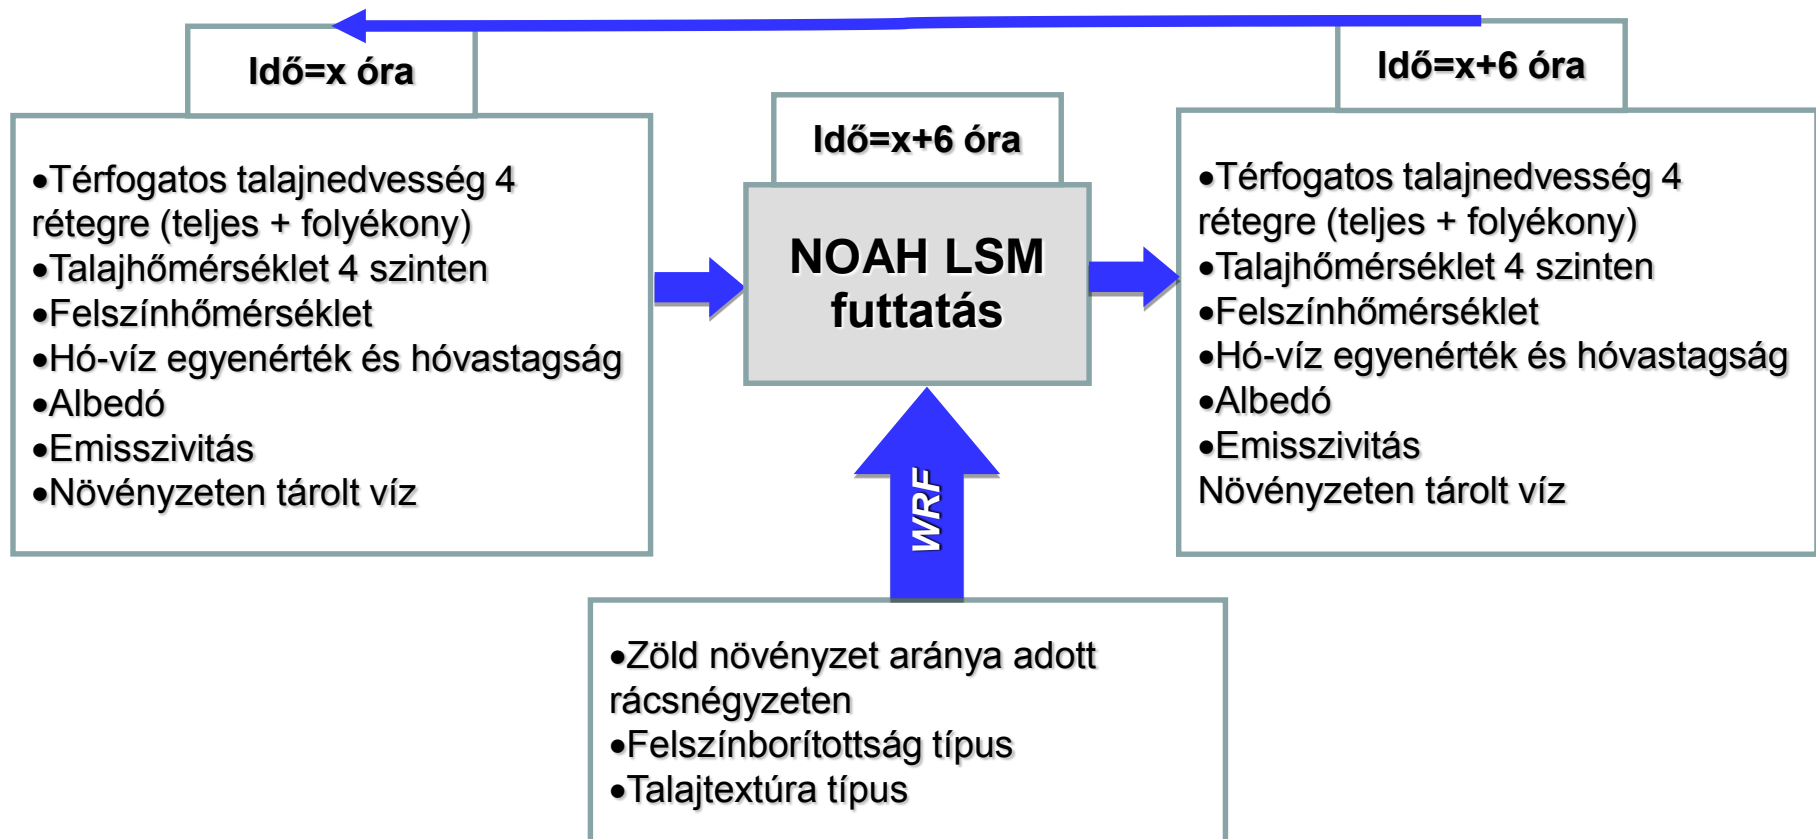 Idő=x óra
•Térfogatos talajnedvesség 4
rétegre (teljes + folyékony)
•Talajhőmérséklet 4 szinten
•Felszínhőmérséklet
•Hó-víz egyenérték és hóvastagság
•Albedó
•Emisszivitás
•Növényzeten tárolt víz
Idő=x+6 óra
NOAH LSM
futtatás
WRF
Idő=x+6 óra
•Térfogatos talajnedvesség 4
rétegre (teljes + folyékony)
•Talajhőmérséklet 4 szinten
•Felszínhőmérséklet
•Hó-víz egyenérték és hóvastagság
•Albedó
•Emisszivitás
Növényzeten tárolt víz
•Zöld növényzet aránya adott
rácsnégyzeten
•Felszínborítottság típus
•Talajtextúra típus